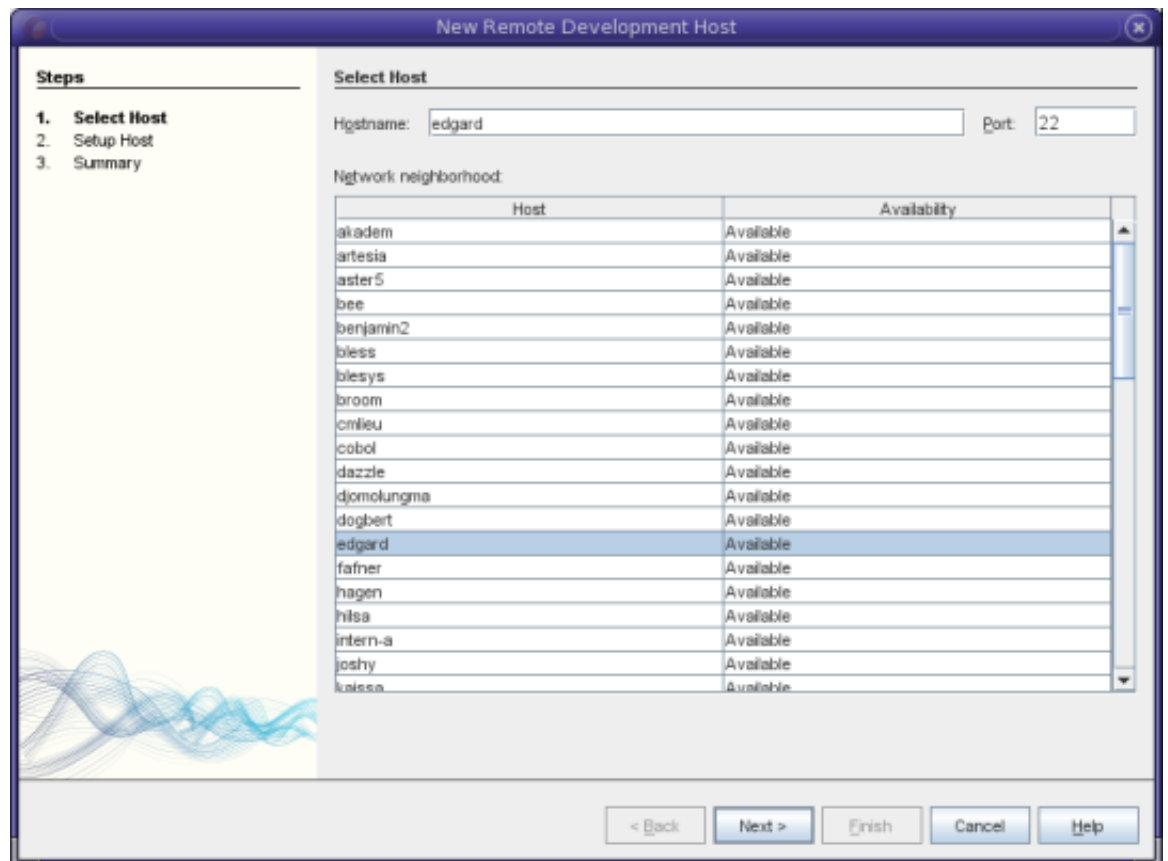 New Remote Development Host
Steps
1. Select Host
2. Setup Host
3. Summary
Select Host
Hostname: edgard Port: 22
Network neighborhood:
Host Availability
akadem Available
artesia Available
aster5 Available
bee Available
benjamin2 Available
bless Available
blesys Available
broom Available
cmlieu Available
cobol Available
dazzle Available
djomolungma Available
dogbert Available
edgard Available
fafner Available
hagen Available
hilsa Available
intern-a Available
joshy Available
kaissa Available
< Back Next > Finish Cancel Help